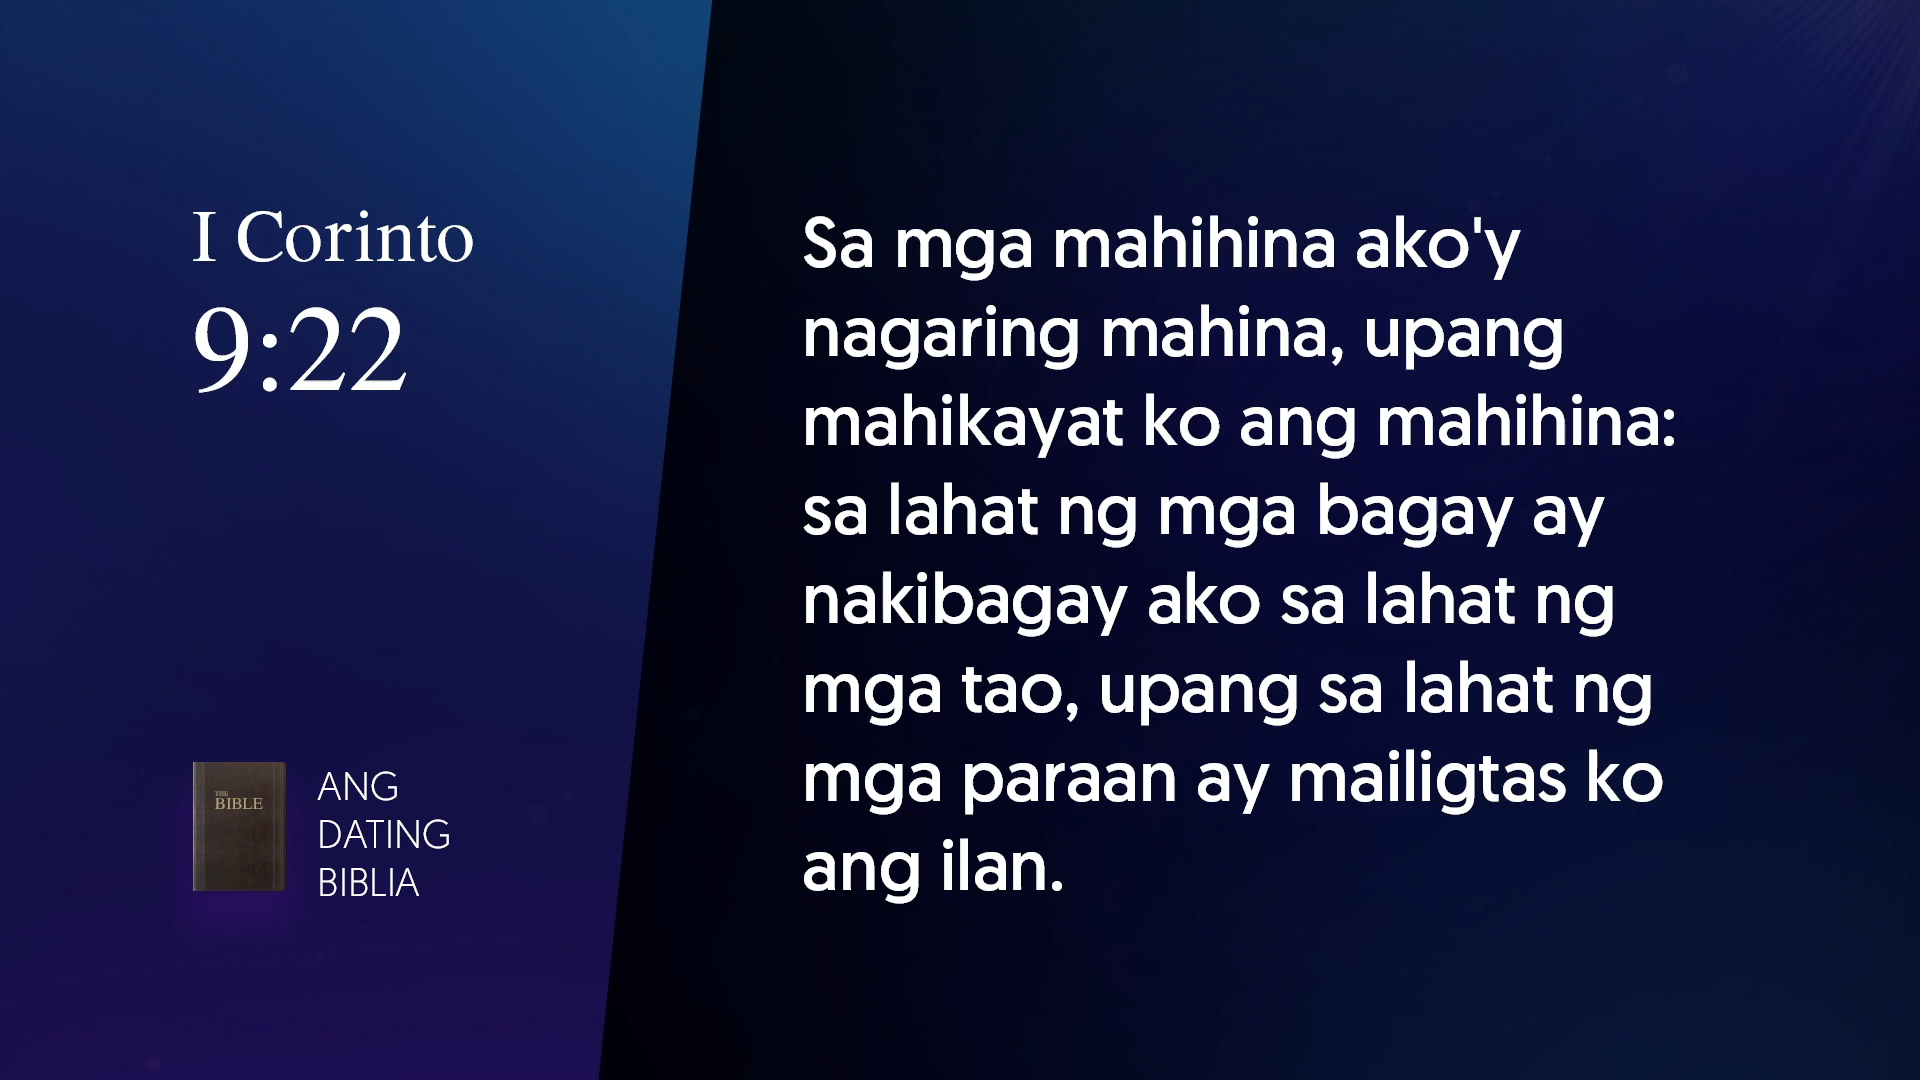 I Corinto
9:22
Sa mga mahihina ako'y
nagaring mahina, upang
mahikayat ko ang mahihina:
sa lahat ng mga bagay ay
nakibagay ako sa lahat ng
mga tao, upang sa lahat ng
mga paraan ay mailigtas ko
ang ilan.
THE
BIBLE
ANG
DATING
BIBLIA